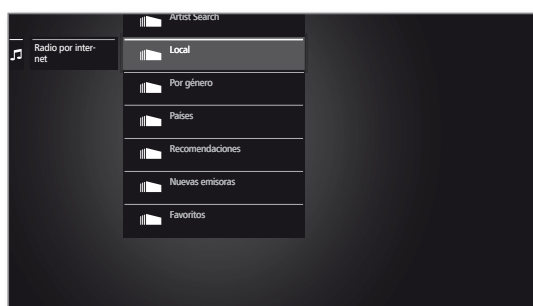 Artist Search
Radio por inter-
net
Local
Por género
Países
Recomendaciones
Nuevas emisoras
Favoritos